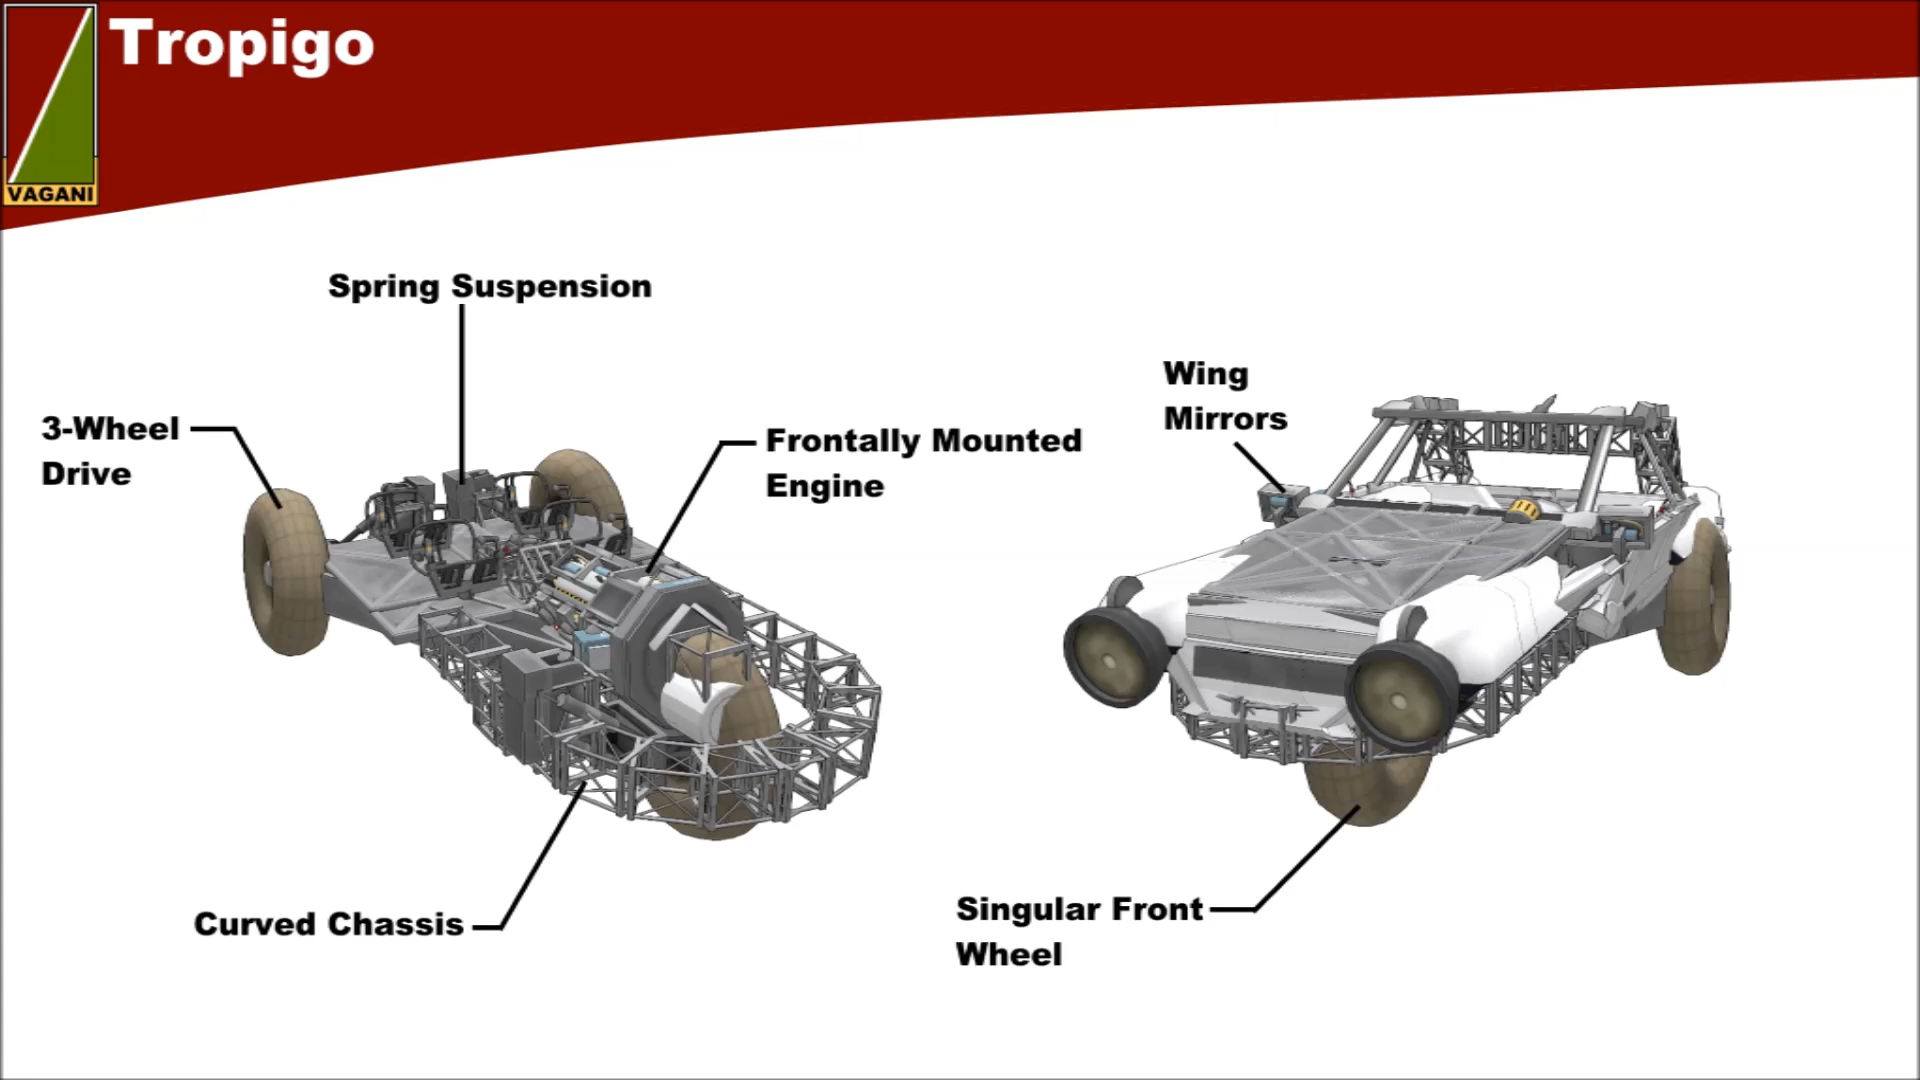 Tropigo
VAGANI
Spring Suspension
Wing
Mirrors
3-Wheel
Drive
Frontally Mounted
Engine
Curved Chassis
Singular Front
Wheel